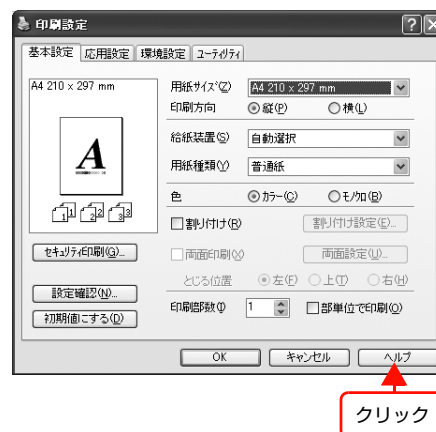 印刷設定
基本設定 応用設定 環境設定 ユーティリティ
A4 210 × 297 mm
A
1 1 2 2 3 3
セキュリティ印刷(G)...
設定確認(N)...
初期値にする(D)
用紙サイズ(Z) A4 210 × 297 mm
印刷方向 縦(P) 横(L)
給紙装置(S) 自動選択
用紙種類(Y) 普通紙
色 カラー(C) モノクロ(B)
割り付け(R) 割り付け設定(E)...
両面印刷(X) 両面設定(U)...
とじる位置 左(F) 上(T) 右(H)
印刷部数(I) 1 部単位で印刷(O)
OK キャンセル ヘルプ
クリック